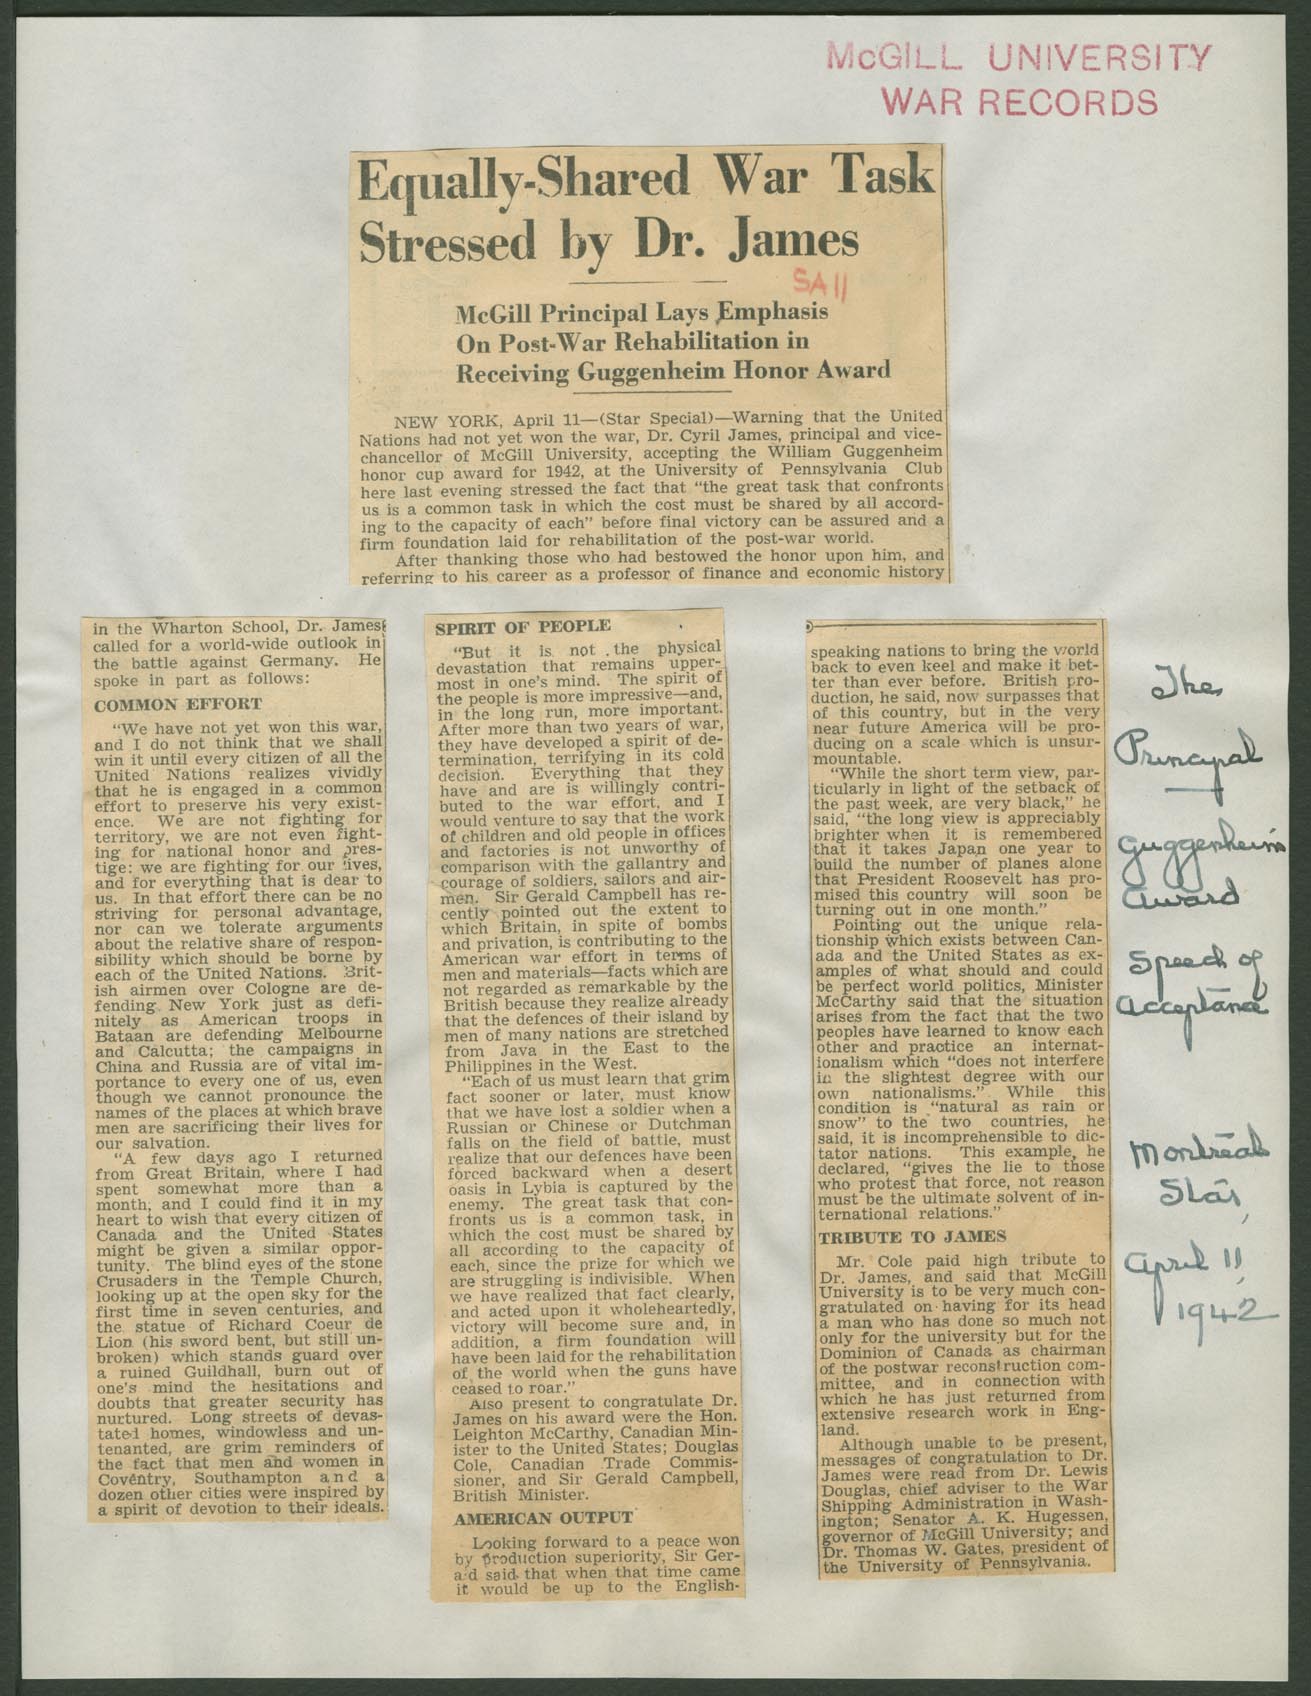 McGILL UNIVERSITY
WAR RECORDS
Equally-Shared War Task
Stressed by Dr. James
SA11
McGill Principal Lays Emphasis
On Post-War Rehabilitation in
Receiving Guggenheim Honor Award
NEW YORK, April 11—(Star Special)—Warning that the United
Nations had not yet won the war, Dr. Cyril James, principal and vice-
chancellor of McGill University, accepting the William Guggenheim
honor cup award for 1942, at the University of Pennsylvania Club
here last evening stressed the fact that "the great task that confronts
us is a common task in which the cost must be shared by all accord-
ing to the capacity of each" before final victory can be assured and a
firm foundation laid for rehabilitation of the post-war world.
After thanking those who had bestowed the honor upon him, and
referring to his career as a professor of finance and economic history
in the Wharton School, Dr. James
called for a world-wide outlook in
the battle against Germany. He
spoke in part as follows:
COMMON EFFORT
"We have not yet won this war,
and I do not think that we shall
win it until every citizen of all the
United Nations realizes vividly
that he is engaged in a common
effort to preserve his very exist-
ence. We are not fighting for
territory, we are not even fight-
ing for national honor and pres-
tige: we are fighting for our lives,
and for everything that is dear to
us. In that effort there can be no
striving for personal advantage,
nor can we tolerate arguments
about the relative share of respon-
sibility which should be borne by
each of the United Nations. Brit-
ish airmen over Cologne are de-
fending New York just as defi-
nitely as American troops in
Bataan are defending Melbourne
and Calcutta; the campaigns in
China and Russia are of vital im-
portance to every one of us, even
though we cannot pronounce the
names of the places at which brave
men are sacrificing their lives for
our salvation.
"A few days ago I returned
from Great Britain, where I had
spent somewhat more than a
month, and I could find it in my
heart to wish that every citizen of
Canada and the United States
might be given a similar oppor-
tunity. The blind eyes of the stone
Crusaders in the Temple Church,
looking up at the open sky for the
first time in seven centuries, and
the statue of Richard Coeur de
Lion (his sword bent, but still un-
broken) which stands guard over
a ruined Guildhall, burn out of
one's mind the hesitations and
doubts that greater security has
nurtured. Long streets of devas-
tated homes, windowless and un-
tenanted, are grim reminders of
the fact that men and women in
Coventry, Southampton and a
dozen other cities were inspired by
a spirit of devotion to their ideals.
SPIRIT OF PEOPLE
"But it is not the physical
devastation that remains upper-
most in one's mind. The spirit of
the people is more impressive—and,
in the long run, more important.
After more than two years of war,
they have developed a spirit of de-
termination, terrifying in its cold
decision. Everything that they
have and are is willingly contri-
buted to the war effort, and I
would venture to say that the work
of children and old people in offices
and factories is not unworthy of
comparison with the gallantry and
courage of soldiers, sailors and air-
men. Sir Gerald Campbell has re-
cently pointed out the extent to
which Britain, in spite of bombs
and privation, is contributing to the
American war effort in terms of
men and materials—facts which are
not regarded as remarkable by the
British because they realize already
that the defences of their island by
men of many nations are stretched
from Java in the East to the
Philippines in the West.
"Each of us must learn that grim
fact sooner or later, must know
that we have lost a soldier when a
Russian or Chinese or Dutchman
falls on the field of battle, must
realize that our defences have been
forced backward when a desert
oasis in Lybia is captured by the
enemy. The great task that con-
fronts us is a common task, in
which the cost must be shared by
all according to the capacity of
each, since the prize for which we
are struggling is indivisible. When
we have realized that fact clearly,
and acted upon it wholeheartedly,
victory will become sure and, in
addition, a firm foundation will
have been laid for the rehabilitation
of the world when the guns have
ceased to roar."
Also present to congratulate Dr.
James on his award were the Hon.
Leighton McCarthy, Canadian Min-
ister to the United States; Douglas
Cole, Canadian Trade Commis-
sioner, and Sir Gerald Campbell,
British Minister.
AMERICAN OUTPUT
Looking forward to a peace won
by production superiority, Sir Ger-
ald said that when that time came
it would be up to the English-
speaking nations to bring the world
back to even keel and make it bet-
ter than ever before. British pro-
duction, he said, now surpasses that
of this country, but in the very
near future America will be pro-
ducing on a scale which is unsur-
mountable.
"While the short term view, par-
ticularly in light of the setback of
the past week, are very black," he
said, "the long view is appreciably
brighter when it is remembered
that it takes Japan one year to
build the number of planes alone
that President Roosevelt has pro-
mised this country will soon be
turning out in one month."
Pointing out the unique rela-
tionship which exists between Can-
ada and the United States as ex-
amples of what should and could
be perfect world politics, Minister
McCarthy said that the situation
arises from the fact that the two
peoples have learned to know each
other and practice an internat-
ionalism which "does not interfere
in the slightest degree with our
own nationalisms." While this
condition is "natural as rain or
snow" to the two countries, he
said, it is incomprehensible to dic-
tator nations. This example, he
declared, "gives the lie to those
who protest that force, not reason
must be the ultimate solvent of in-
ternational relations."
TRIBUTE TO JAMES
Mr. Cole paid high tribute to
Dr. James, and said that McGill
University is to be very much con-
gratulated on having for its head
a man who has done so much not
only for the university but for the
Dominion of Canada as chairman
of the postwar reconstruction com-
mittee, and in connection with
which he has just returned from
extensive research work in Eng-
land.
Although unable to be present,
messages of congratulation to Dr.
James were read from Dr. Lewis
Douglas, chief adviser to the War
Shipping Administration in Wash-
ington; Senator A. K. Hugessen,
governor of McGill University; and
Dr. Thomas W. Gates, president of
the University of Pennsylvania.
The
Principal
Guggenheim
Award
Speech of
Acceptance
Montreal
Star,
April 11,
1942